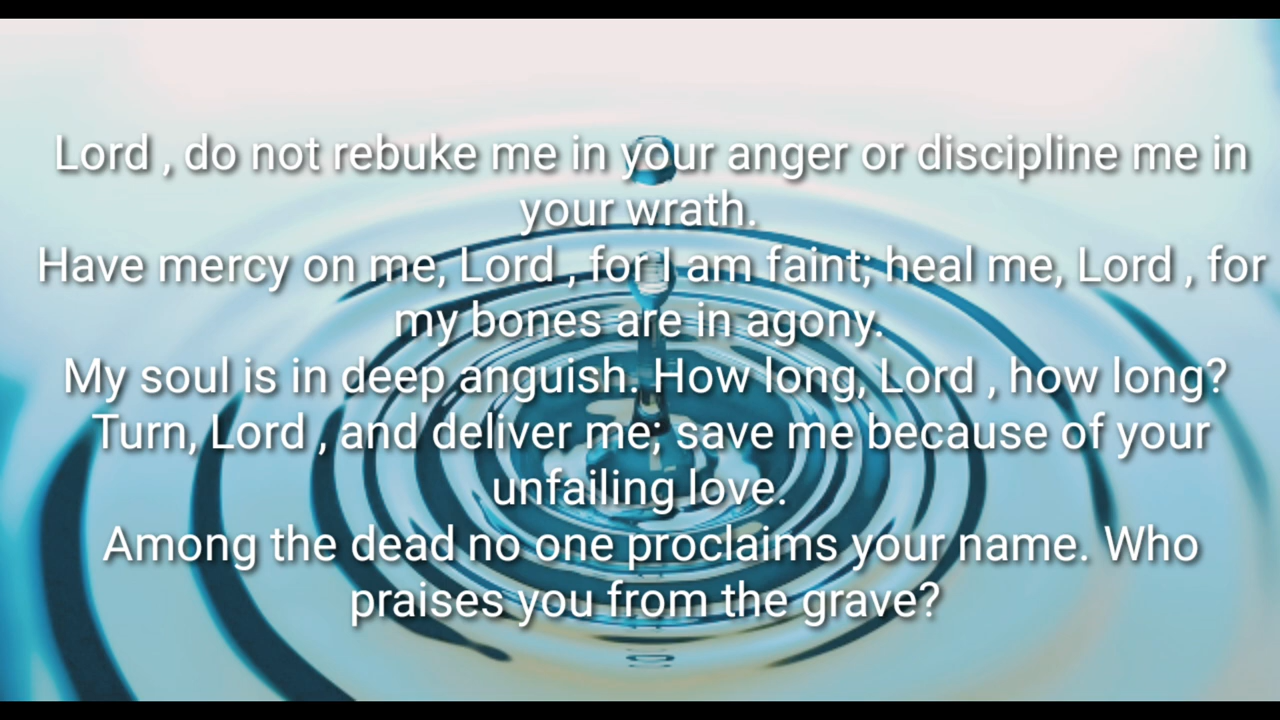 Lord , do not rebuke me in your anger or discipline me in
your wrath.
Have mercy on me, Lord , for I am faint; heal me, Lord , for
my bones are in agony.
My soul is in deep anguish. How long, Lord , how long?
Turn, Lord , and deliver me; save me because of your
unfailing love.
Among the dead no one proclaims your name. Who
praises you from the grave?